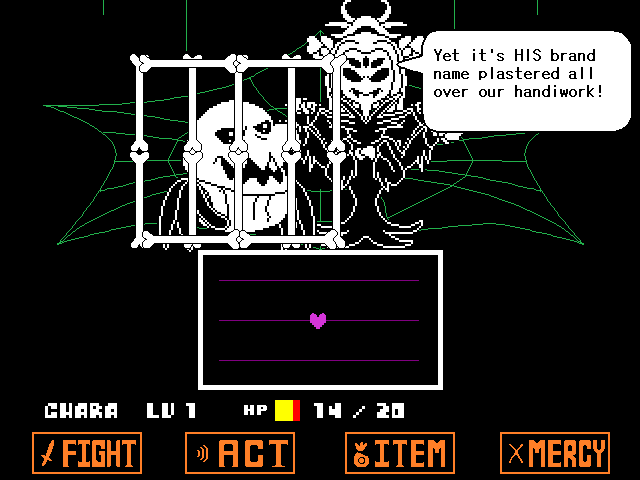 Yet it's HIS brand
name plastered all
over our handiwork!
CHARA LV 1 HP 14 / 20
FIGHT ACT ITEM MERCY